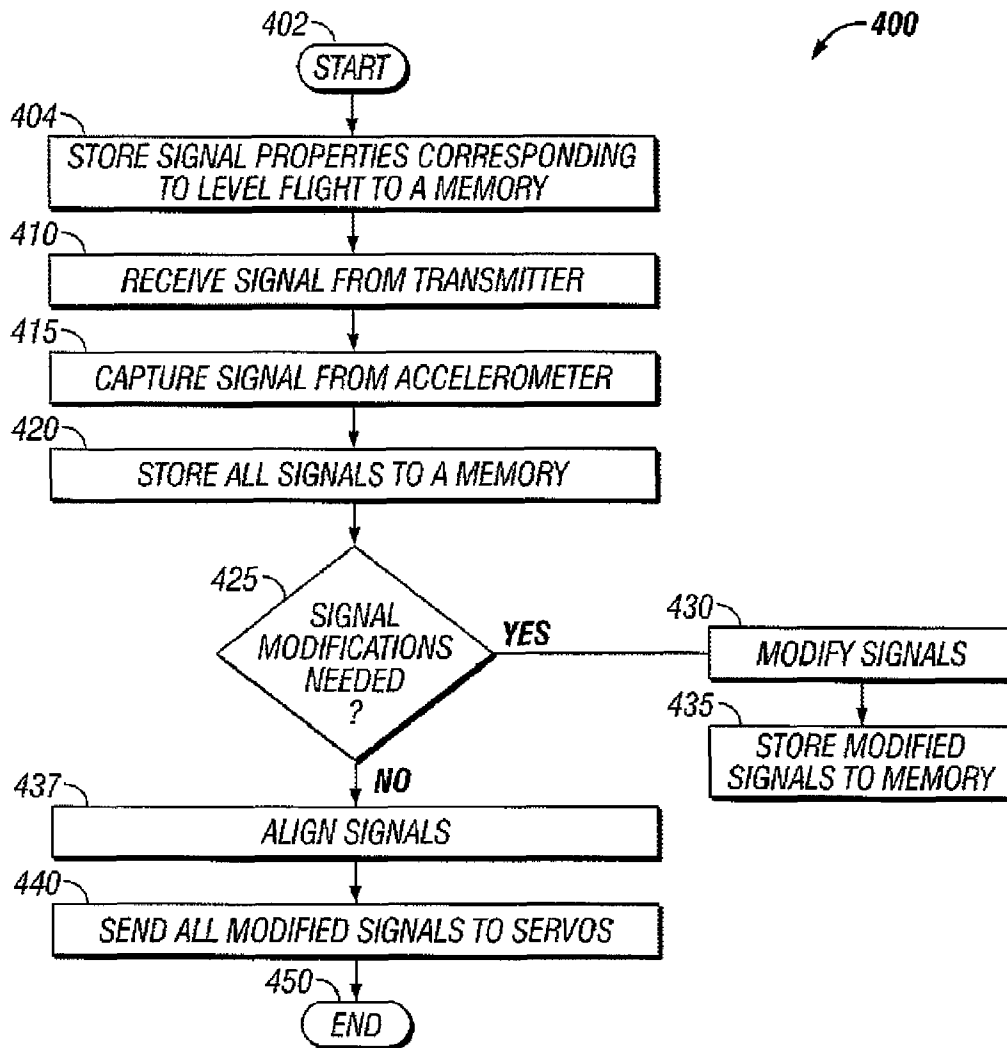 400
402
START
404
STORE SIGNAL PROPERTIES CORRESPONDING
TO LEVEL FLIGHT TO A MEMORY
410
RECEIVE SIGNAL FROM TRANSMITTER
415
CAPTURE SIGNAL FROM ACCELEROMETER
420
STORE ALL SIGNALS TO A MEMORY
425
SIGNAL
MODIFICATIONS
NEEDED
?
YES
430
MODIFY SIGNALS
435
STORE MODIFIED
SIGNALS TO MEMORY
NO
437
ALIGN SIGNALS
440
SEND ALL MODIFIED SIGNALS TO SERVOS
450
END